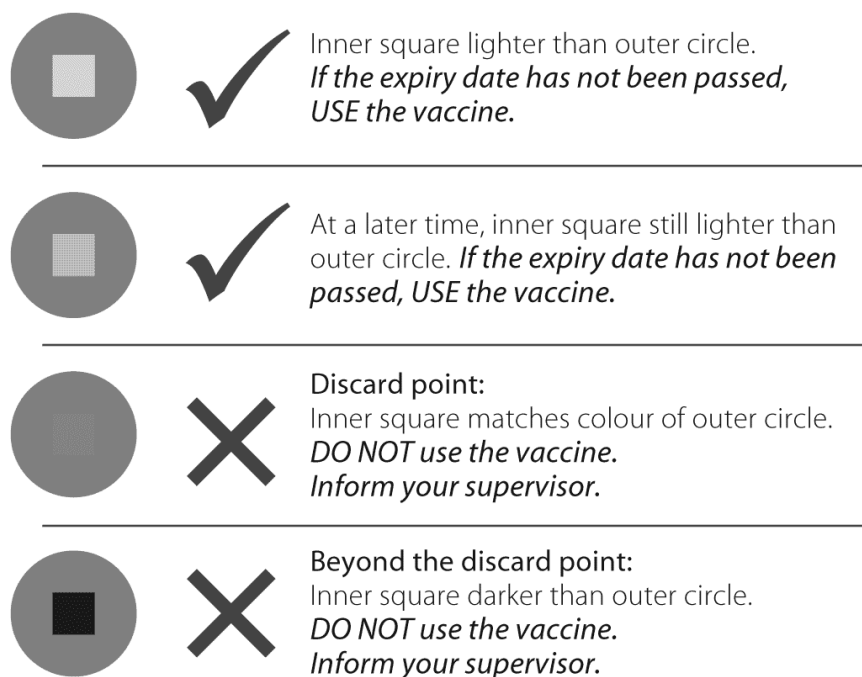 Inner square lighter than outer circle.
If the expiry date has not been passed,
USE the vaccine.
At a later time, inner square still lighter than
outer circle. If the expiry date has not been
passed, USE the vaccine.
Discard point:
Inner square matches colour of outer circle.
DO NOT use the vaccine.
Inform your supervisor.
Beyond the discard point:
Inner square darker than outer circle.
DO NOT use the vaccine.
Inform your supervisor.